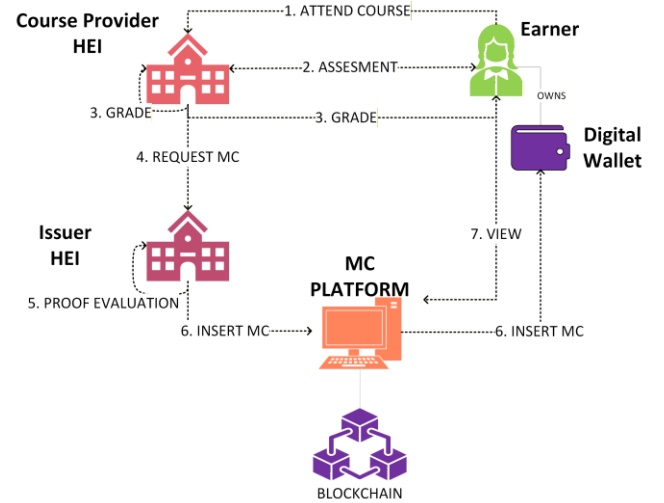 1. ATTEND COURSE
Course Provider
HEI
Earner
2. ASSESMENT
OWNS
3. GRADE
3. GRADE
Digital
Wallet
4. REQUEST MC
Issuer
HEI
7. VIEW
MC
PLATFORM
5. PROOF EVALUATION
6. INSERT MC
6. INSERT MC
BLOCKCHAIN